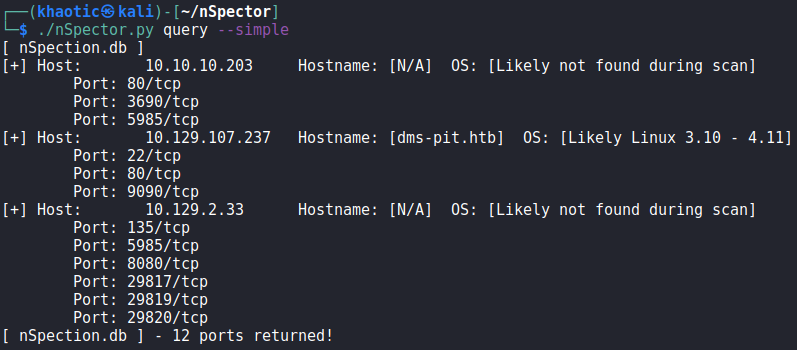 ┌──(khaotic㉿kali)-[~/nSpector]
└─$ ./nSpector.py query --simple
[ nSpection.db ]
[+] Host:       10.10.10.203     Hostname: [N/A]  OS: [Likely not found during scan]
        Port: 80/tcp
        Port: 3690/tcp
        Port: 5985/tcp
[+] Host:       10.129.107.237   Hostname: [dms-pit.htb]  OS: [Likely Linux 3.10 - 4.11]
        Port: 22/tcp
        Port: 80/tcp
        Port: 9090/tcp
[+] Host:       10.129.2.33      Hostname: [N/A]  OS: [Likely not found during scan]
        Port: 135/tcp
        Port: 5985/tcp
        Port: 8080/tcp
        Port: 29817/tcp
        Port: 29819/tcp
        Port: 29820/tcp
[ nSpection.db ] - 12 ports returned!